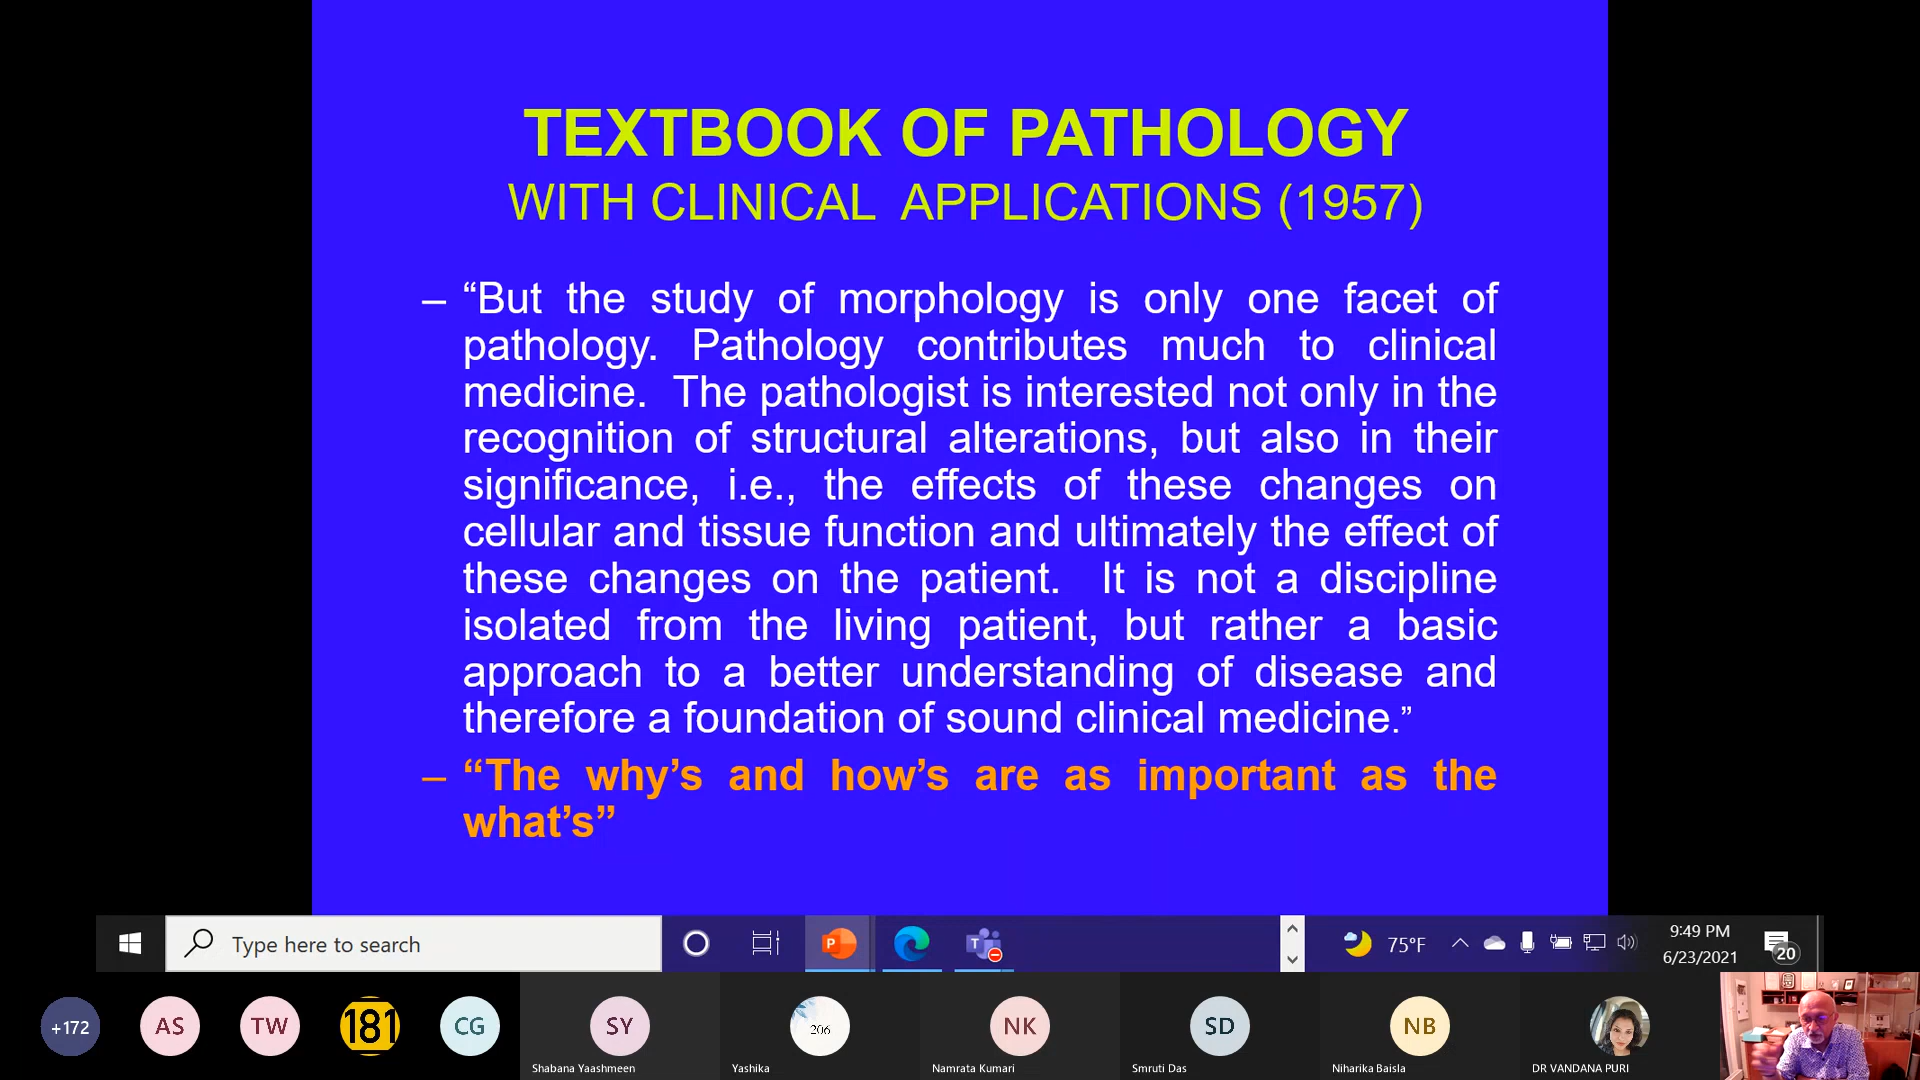 TEXTBOOK OF PATHOLOGY
WITH CLINICAL APPLICATIONS (1957)
– “But the study of morphology is only one facet of
pathology. Pathology contributes much to clinical
medicine. The pathologist is interested not only in the
recognition of structural alterations, but also in their
significance, i.e., the effects of these changes on
cellular and tissue function and ultimately the effect of
these changes on the patient. It is not a discipline
isolated from the living patient, but rather a basic
approach to a better understanding of disease and
therefore a foundation of sound clinical medicine.”
– “The why’s and how’s are as important as the
what’s”
Type here to search
P
T
75°F
9:49 PM
6/23/2021
20
+172
AS
TW
181
CG
SY
206
NK
SD
NB
Shabana Yaashmeen
Yashika
Namrata Kumari
Smruti Das
Niharika Baisla
DR VANDANA PURI